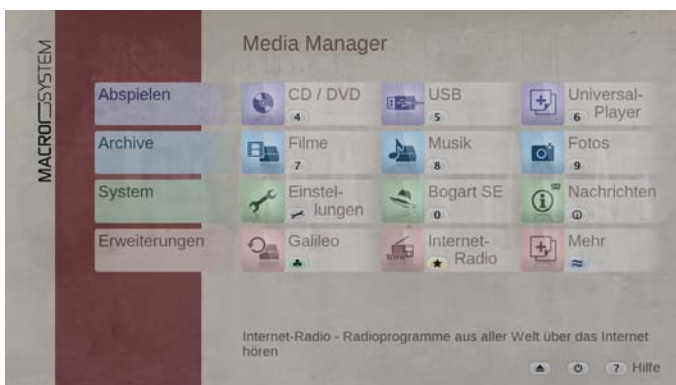 MACROSYSTEM
Media Manager
Abspielen
CD / DVD
4
USB
5
Universal-
Player
6
Archive
Filme
7
Musik
8
Fotos
9
System
Einstel-
lungen
Bogart SE
0
Nachrichten
Erweiterungen
Galileo
Internet-
Radio
WWW
Mehr
Internet-Radio - Radioprogramme aus aller Welt über das Internet
hören
? Hilfe